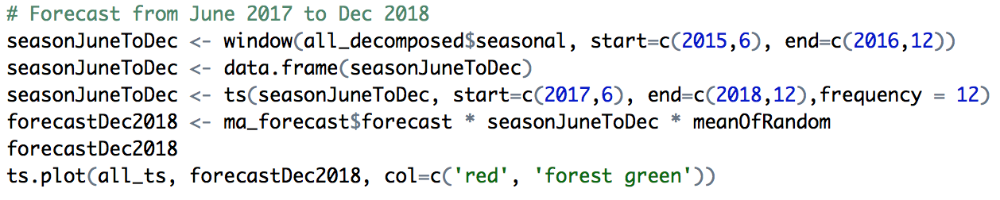 # Forecast from June 2017 to Dec 2018
seasonJuneToDec <- window(all_decomposed$seasonal, start=c(2015,6), end=c(2016,12))
seasonJuneToDec <- data.frame(seasonJuneToDec)
seasonJuneToDec <- ts(seasonJuneToDec, start=c(2017,6), end=c(2018,12),frequency = 12)
forecastDec2018 <- ma_forecast$forecast * seasonJuneToDec * meanOfRandom
forecastDec2018
ts.plot(all_ts, forecastDec2018, col=c('red', 'forest green'))